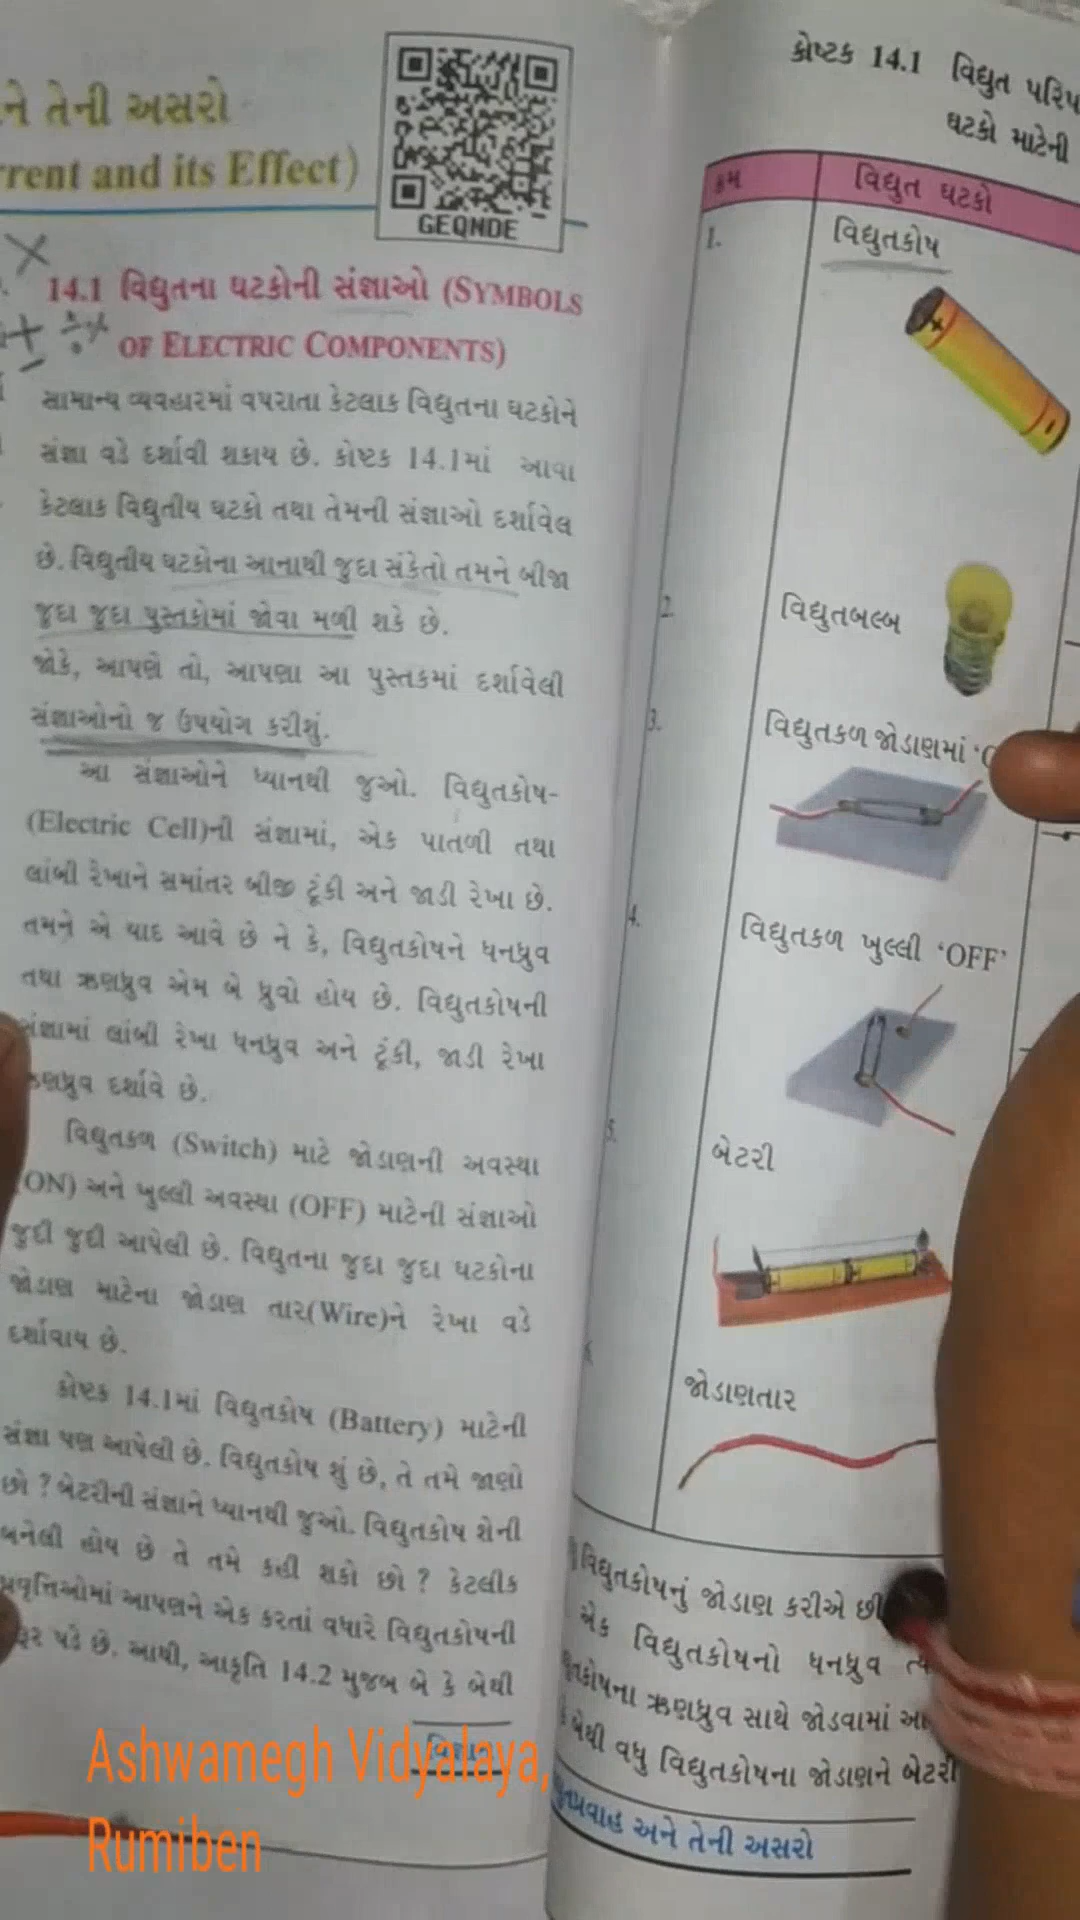 ને તેની અસરો
rrent and its Effect)
GEQNDE
14.1 વિદ્યુતના ઘટકોની સંજ્ઞાઓ (SYMBOLS
OF ELECTRIC COMPONENTS)
સામાન્ય વ્યવહારમાં વપરાતા કેટલાક વિદ્યુતના ઘટકોને
સંજ્ઞા વડે દર્શાવી શકાય છે. કોષ્ટક 14.1માં આવા
કેટલાક વિદ્યુતીય ઘટકો તથા તેમની સંજ્ઞાઓ દર્શાવેલ
છે. વિદ્યુતીય ઘટકોના આનાથી જુદા સંકેતો તમને બીજા
જુદા જુદા પુસ્તકોમાં જોવા મળી શકે છે.
જોકે, આપણે તો, આપણા આ પુસ્તકમાં દર્શાવેલી
સંજ્ઞાઓનો જ ઉપયોગ કરીશું.
આ સંજ્ઞાઓને ધ્યાનથી જુઓ. વિદ્યુતકોષ-
(Electric Cell)ની સંજ્ઞામાં, એક પાતળી તથા
લાંબી રેખાને સમાંતર બીજી ટૂંકી અને જાડી રેખા છે.
તમને એ યાદ આવે છે ને કે, વિદ્યુતકોષને ધનધ્રુવ
તથા ઋણધ્રુવ એમ બે ધ્રુવો હોય છે. વિદ્યુતકોષની
સંજ્ઞામાં લાંબી રેખા ધનધ્રુવ અને ટૂંકી, જાડી રેખા
ઋણધ્રુવ દર્શાવે છે.
વિદ્યુતકળ (Switch) માટે જોડાણની અવસ્થા
(ON) અને ખુલ્લી અવસ્થા (OFF) માટેની સંજ્ઞાઓ
જુદી જુદી આપેલી છે. વિદ્યુતના જુદા જુદા ઘટકોના
જોડાણ માટેના જોડાણ તાર(Wire)ને રેખા વડે
દર્શાવાય છે.
કોષ્ટક 14.1માં વિદ્યુતકોષ (Battery) માટેની
સંજ્ઞા પણ આપેલી છે. વિદ્યુતકોષ શું છે, તે તમે જાણો
છો ? બેટરીની સંજ્ઞાને ધ્યાનથી જુઓ. વિદ્યુતકોષ શેની
બનેલી હોય છે તે તમે કહી શકો છો ? કેટલીક
પ્રવૃત્તિઓમાં આપણને એક કરતાં વધારે વિદ્યુતકોષની
જરૂર પડે છે. આથી, આકૃતિ 14.2 મુજબ બે કે બેથી
વિજ્ઞાન
કોષ્ટક 14.1 વિદ્યુત પરિપ
ઘટકો માટેની
ક્રમ વિદ્યુત ઘટકો
1. વિદ્યુતકોષ
2. વિદ્યુતબલ્બ
3. વિદ્યુતકળ જોડાણમાં ‘O
4. વિદ્યુતકળ ખુલ્લી ‘OFF’
5. બેટરી
6. જોડાણતાર
વિદ્યુતકોષનું જોડાણ કરીએ છી
એક વિદ્યુતકોષનો ધનધ્રુવ ત્ય
કોષના ઋણધ્રુવ સાથે જોડવામાં આ
બેથી વધુ વિદ્યુતકોષના જોડાણને બેટરી
તપ્રવાહ અને તેની અસરો
Ashwamegh Vidyalaya,
Rumiben